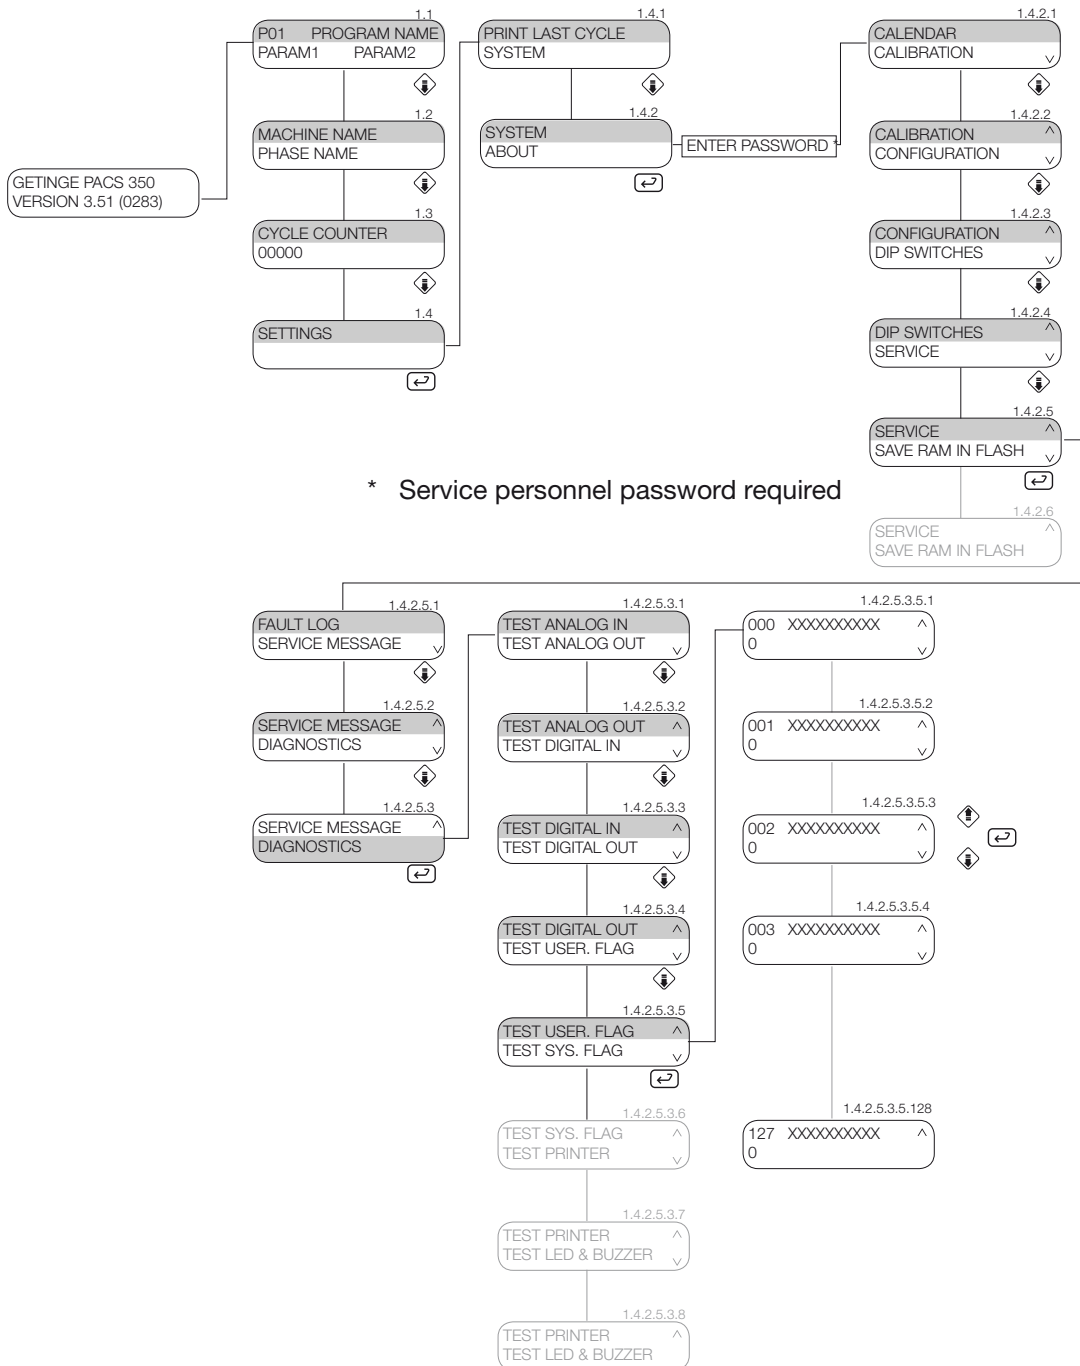 GETINGE PACS 350
VERSION 3.51 (0283)
1.1
P01 PROGRAM NAME
PARAM1 PARAM2
1.2
MACHINE NAME
PHASE NAME
1.3
CYCLE COUNTER
00000
1.4
SETTINGS
1.4.1
PRINT LAST CYCLE
SYSTEM
1.4.2
SYSTEM
ABOUT
ENTER PASSWORD *
1.4.2.1
CALENDAR
CALIBRATION
1.4.2.2
CALIBRATION
CONFIGURATION
1.4.2.3
CONFIGURATION
DIP SWITCHES
1.4.2.4
DIP SWITCHES
SERVICE
1.4.2.5
SERVICE
SAVE RAM IN FLASH
1.4.2.6
SERVICE
SAVE RAM IN FLASH
* Service personnel password required
1.4.2.5.1
FAULT LOG
SERVICE MESSAGE
1.4.2.5.2
SERVICE MESSAGE
DIAGNOSTICS
1.4.2.5.3
SERVICE MESSAGE
DIAGNOSTICS
1.4.2.5.3.1
TEST ANALOG IN
TEST ANALOG OUT
1.4.2.5.3.2
TEST ANALOG OUT
TEST DIGITAL IN
1.4.2.5.3.3
TEST DIGITAL IN
TEST DIGITAL OUT
1.4.2.5.3.4
TEST DIGITAL OUT
TEST USER. FLAG
1.4.2.5.3.5
TEST USER. FLAG
TEST SYS. FLAG
1.4.2.5.3.6
TEST SYS. FLAG
TEST PRINTER
1.4.2.5.3.7
TEST PRINTER
TEST LED & BUZZER
1.4.2.5.3.8
TEST PRINTER
TEST LED & BUZZER
1.4.2.5.3.5.1
000 XXXXXXXXXX
0
1.4.2.5.3.5.2
001 XXXXXXXXXX
0
1.4.2.5.3.5.3
002 XXXXXXXXXX
0
1.4.2.5.3.5.4
003 XXXXXXXXXX
0
1.4.2.5.3.5.128
127 XXXXXXXXXX
0